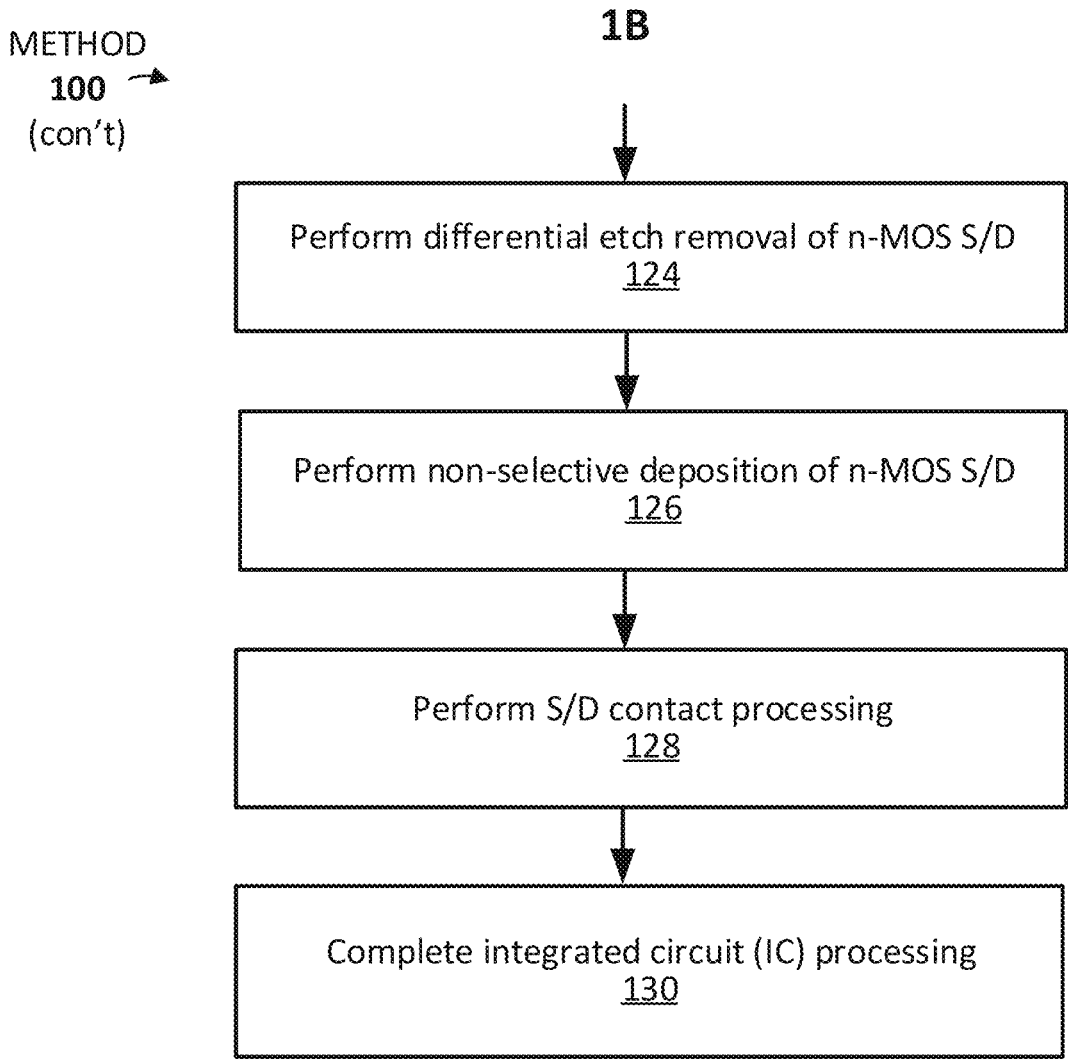 METHOD
100
(con't)
1B
Perform differential etch removal of n-MOS S/D
124
Perform non-selective deposition of n-MOS S/D
126
Perform S/D contact processing
128
Complete integrated circuit (IC) processing
130